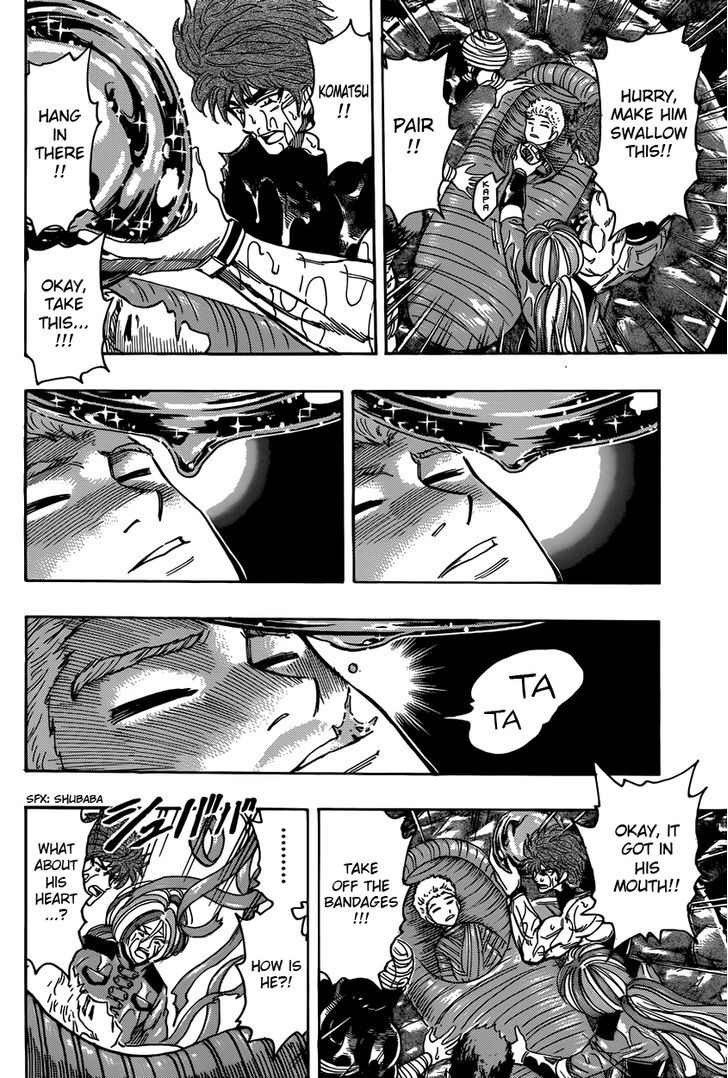 HURRY,
MAKE HIM
SWALLOW
THIS!!
PAIR
!!
KAPA
KOMATSU
!!
HANG
IN
THERE
!!
OKAY,
TAKE
THIS...
!!!
TA
TA
OKAY, IT
GOT IN
HIS
MOUTH!!
TAKE
OFF THE
BANDAGES
!!!
SFX: SHUBABA
シュバババ
........
WHAT
ABOUT
HIS
HEART
...?
HOW IS
HE?!